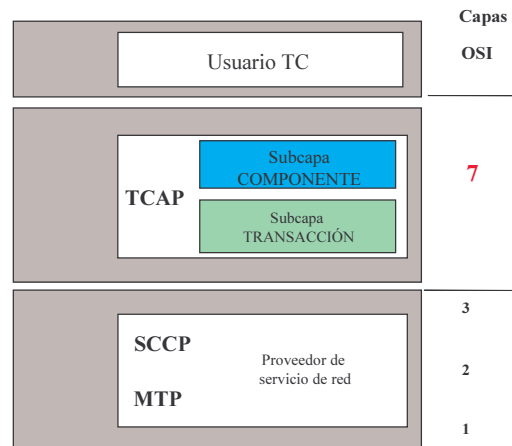 Capas
OSI
Usuario TC
Subcapa
COMPONENTE
TCAP
7
Subcapa
TRANSACCIÓN
3
SCCP
Proveedor de
servicio de red
2
MTP
1